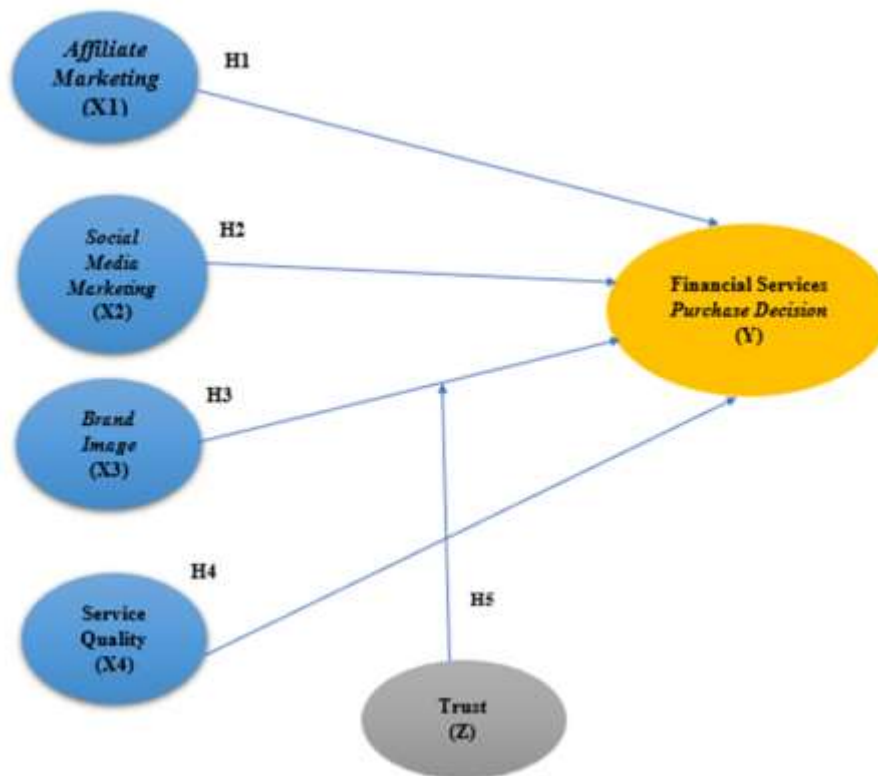 Affiliate
Marketing
(X1)
H1
Social
Media
Marketing
(X2)
H2
Financial Services
Purchase Decision
(Y)
Brand
Image
(X3)
H3
Service
Quality
(X4)
H4
H5
Trust
(Z)